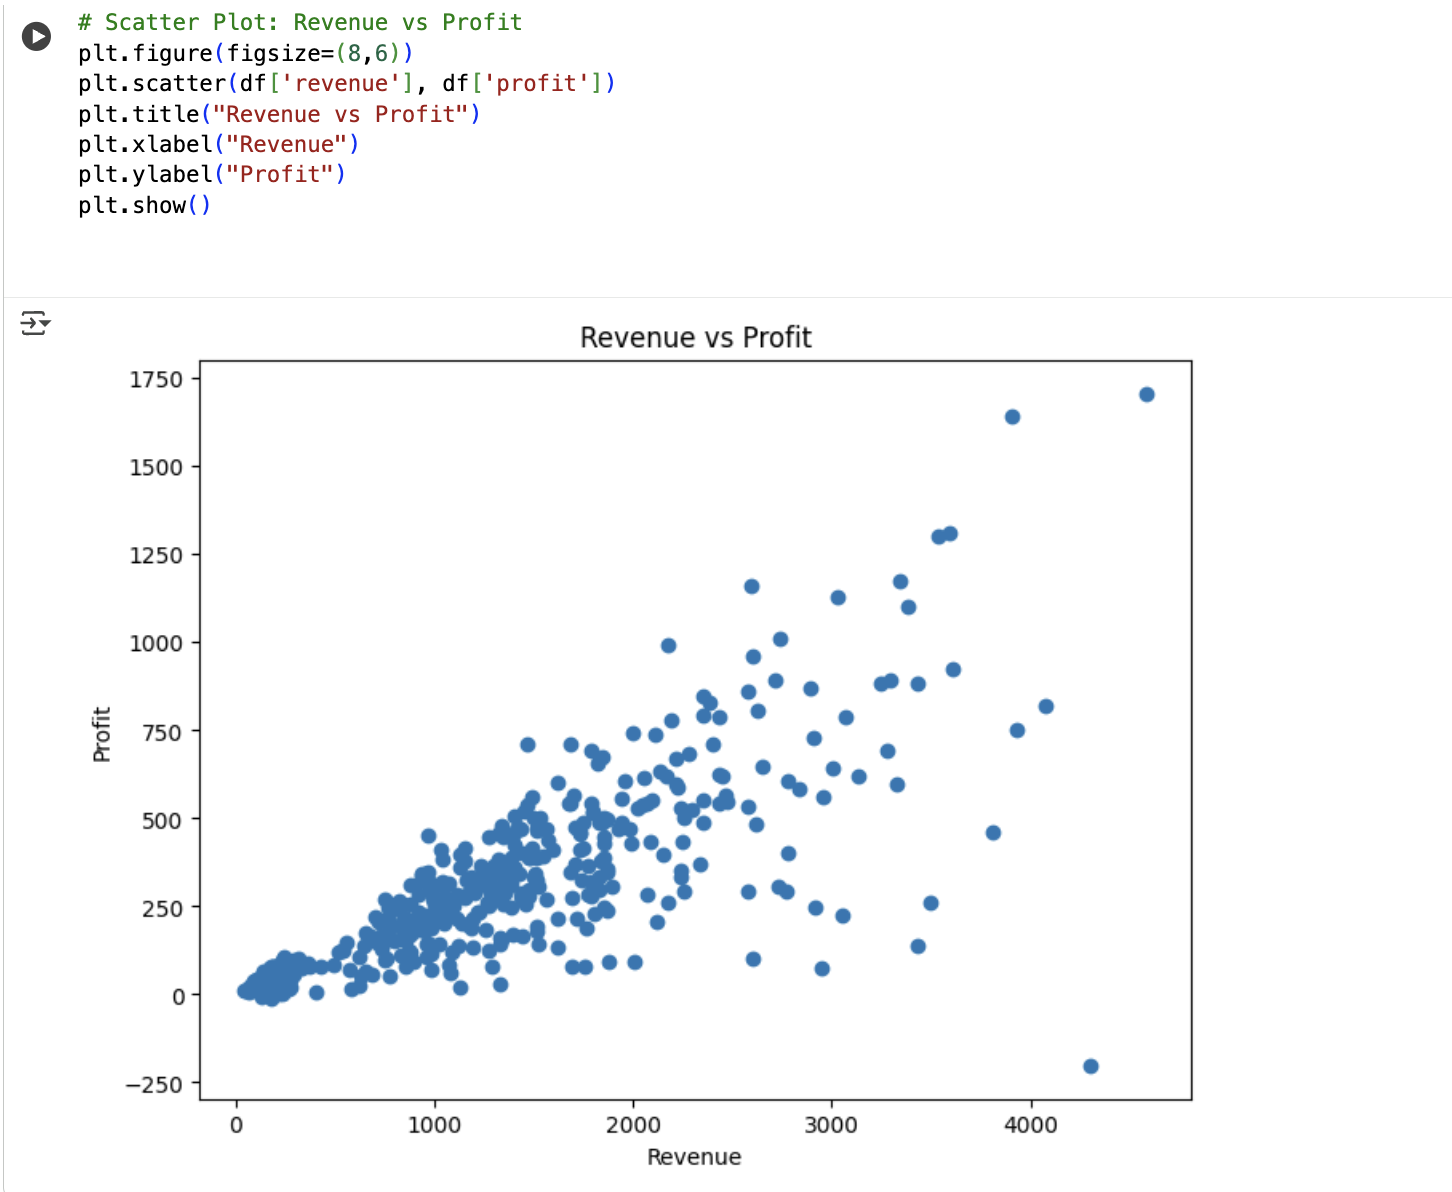 # Scatter Plot: Revenue vs Profit
plt.figure(figsize=(8,6))
plt.scatter(df['revenue'], df['profit'])
plt.title("Revenue vs Profit")
plt.xlabel("Revenue")
plt.ylabel("Profit")
plt.show()
Revenue vs Profit
1750
1500
1250
1000
750
500
250
0
−250
Profit
0 1000 2000 3000 4000
Revenue